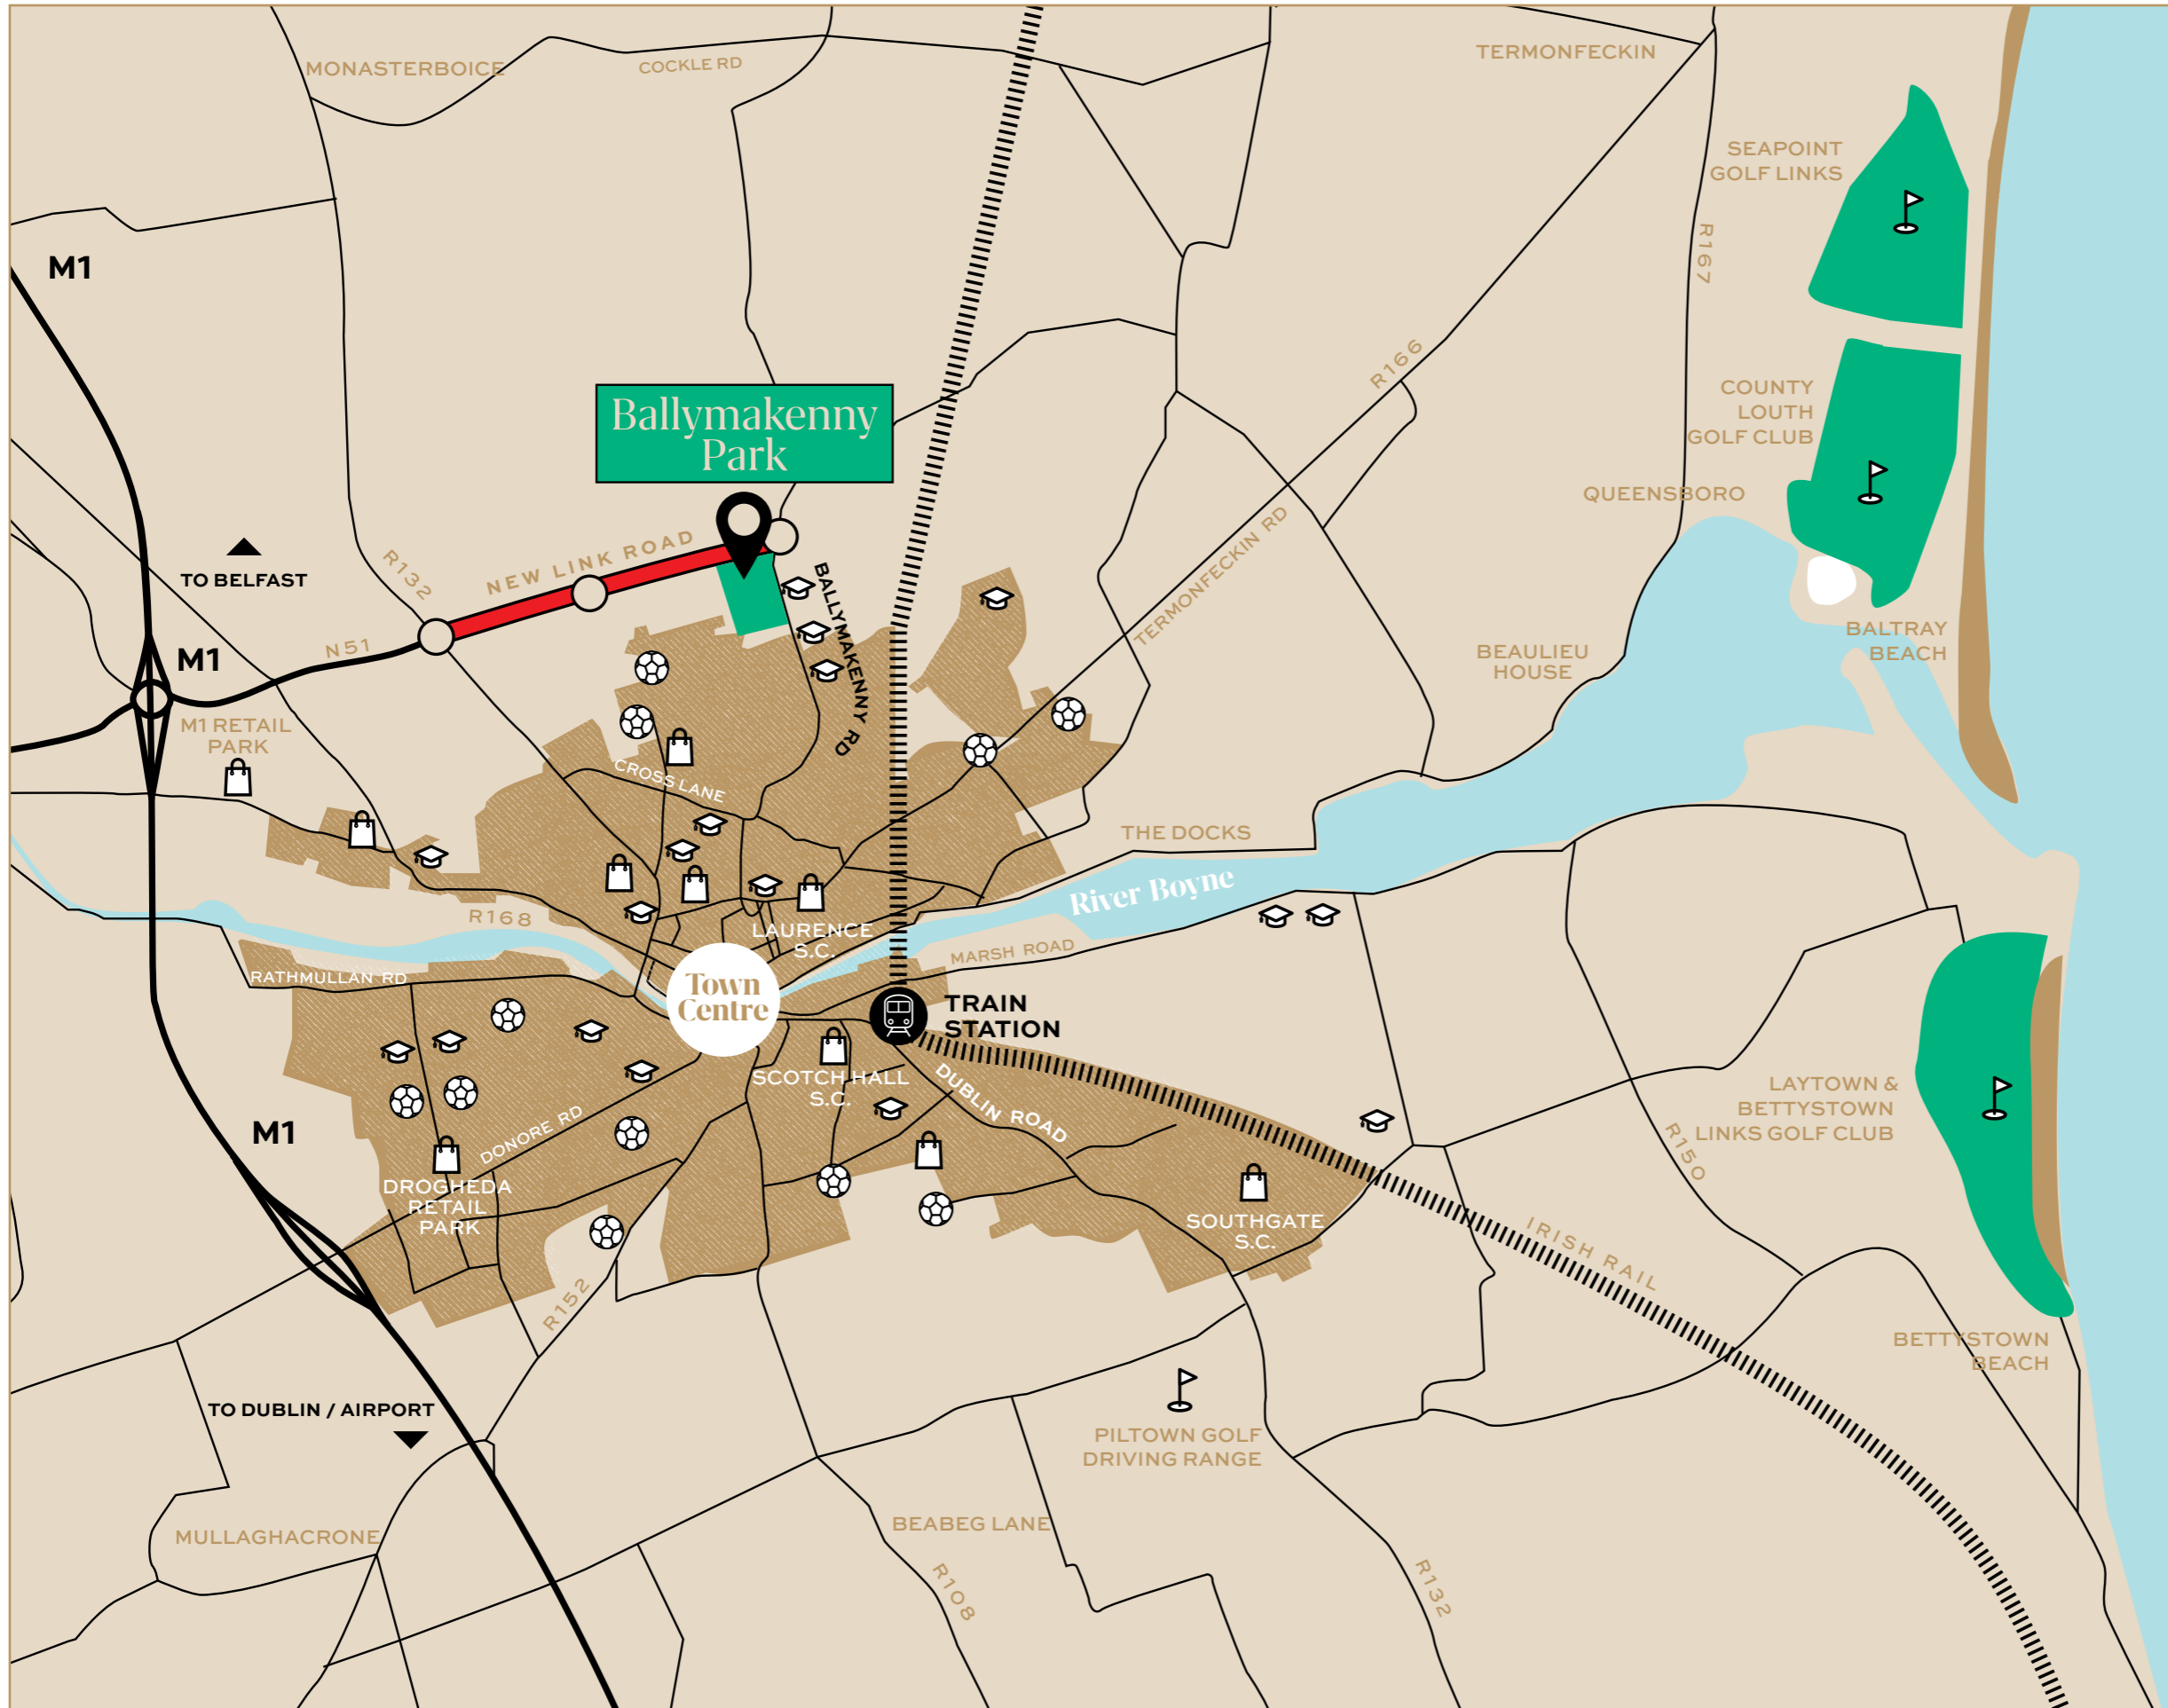 MONASTERBOICE
COCKLE RD
TERMONFECKIN
SEAPOINT
GOLF LINKS
R167
M1
R166
COUNTY
LOUTH
GOLF CLUB
Ballymakenny
Park
QUEENSBORO
NEW LINK ROAD
R132
TO BELFAST
BALLYMAKENNY RD
TERMONFECKIN RD
N51
M1
BALTRAY
BEACH
BEAULIEU
HOUSE
M1 RETAIL
PARK
CROSS LANE
THE DOCKS
River Boyne
R168
LAURENCE
S.C.
MARSH ROAD
RATHMULLAN RD
Town
Centre
TRAIN
STATION
SCOTCH HALL
S.C.
DUBLIN ROAD
LAYTOWN &
BETTYSTOWN
LINKS GOLF CLUB
M1
DONORE RD
R150
DROGHEDA
RETAIL
PARK
SOUTHGATE
S.C.
IRISH RAIL
R152
BETTYSTOWN
BEACH
TO DUBLIN / AIRPORT
PILTOWN GOLF
DRIVING RANGE
MULLAGHACRONE
BEABEG LANE
R108
R132